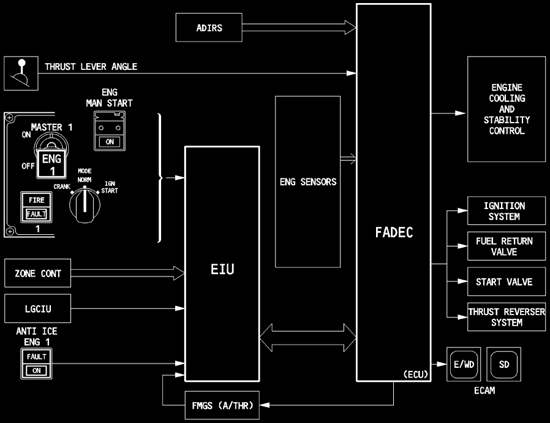 ADIRS
THRUST LEVER ANGLE
ENG
MAN START
ON
MASTER 1
ON
OFF
ENG
1
MODE
NORM
CRANK
IGN
START
FIRE
FAULT
1
ENG SENSORS
FADEC
(ECU)
EIU
ZONE CONT
LGCIU
ANTI ICE
ENG 1
FAULT
ON
FMGS (A/THR)
ENGINE
COOLING
AND
STABILITY
CONTROL
IGNITION
SYSTEM
FUEL RETURN
VALVE
START VALVE
THRUST REVERSER
SYSTEM
E/WD
SD
ECAM